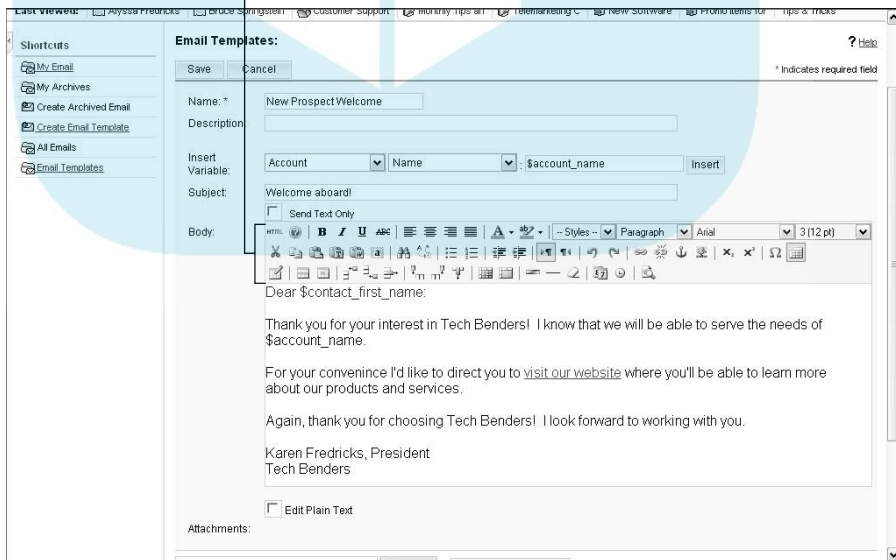 Last Viewed: Alyssa Fredricks Bruce Springstein Customer Support Monthly Tips an Telemarketing C New Software Promo Items for Tips & Tricks
Shortcuts
My Email
My Archives
Create Archived Email
Create Email Template
All Emails
Email Templates
Email Templates:
? Help
Save Cancel
* Indicates required field
Name: * New Prospect Welcome
Description:
Insert Variable: Account Name : $account_name Insert
Subject: Welcome aboard!
Send Text Only
Body: HTML B I U ABC A ab -- Styles -- Paragraph Arial 3 (12 pt)
Dear $contact_first_name:
Thank you for your interest in Tech Benders! I know that we will be able to serve the needs of
$account_name.
For your convenince I'd like to direct you to visit our website where you'll be able to learn more
about our products and services.
Again, thank you for choosing Tech Benders! I look forward to working with you.
Karen Fredricks, President
Tech Benders
Edit Plain Text
Attachments: